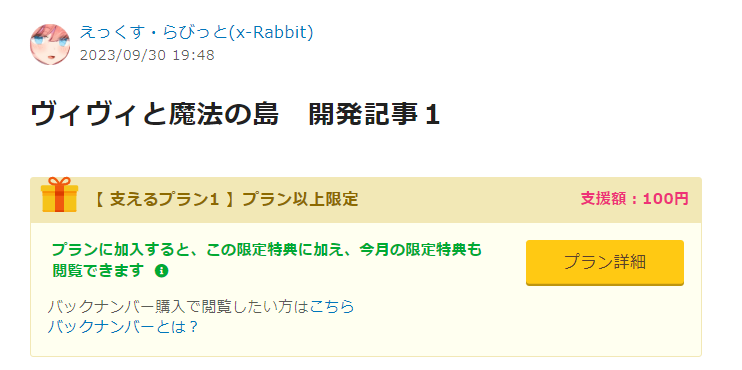 えっくす・らびっと(x-Rabbit)
2023/09/30 19:48
ヴィヴィと魔法の島　開発記事１
【 支えるプラン1 】プラン以上限定
支援額：100円
プランに加入すると、この限定特典に加え、今月の限定特典も
閲覧できます
プラン詳細
バックナンバー購入で閲覧したい方はこちら
バックナンバーとは？